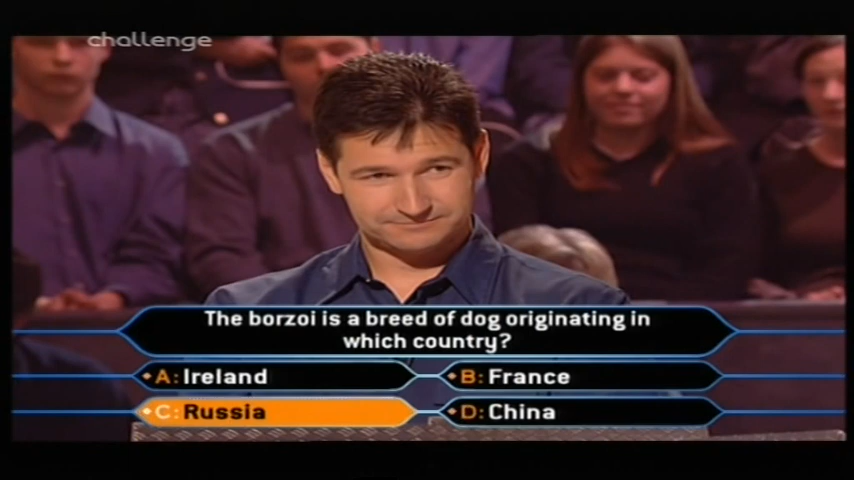 challenge
The borzoi is a breed of dog originating in
which country?
A: Ireland
B: France
C: Russia
D: China